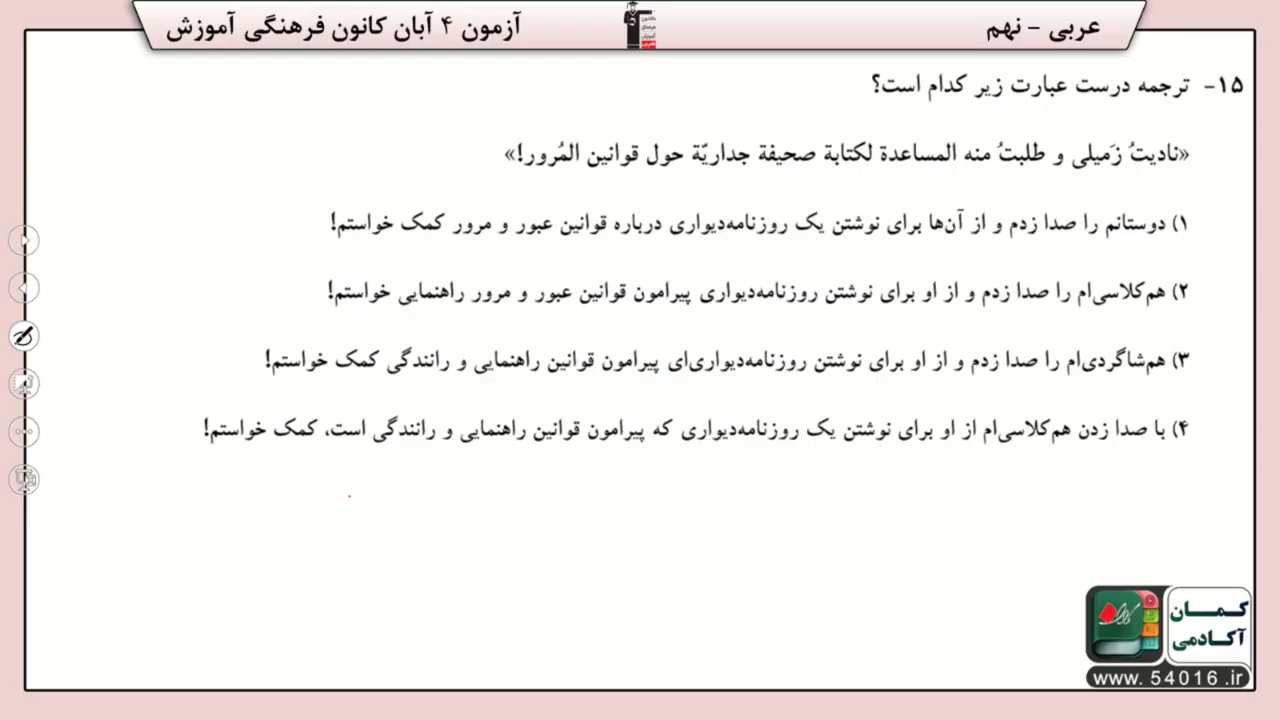 عربی - نهم
آزمون ۴ آبان کانون فرهنگی آموزش
۱۵- ترجمه درست عبارت زیر کدام است؟
«نادیتُ زَمیلی و طلبتُ منه المساعدة لکتابة صحیفة جداریّة حول قوانین المُرور!»
۱) دوستانم را صدا زدم و از آن‌ها برای نوشتن یک روزنامه‌دیواری درباره قوانین عبور و مرور کمک خواستم!
۲) هم‌کلاسی‌ام را صدا زدم و از او برای نوشتن روزنامه‌دیواری پیرامون قوانین عبور و مرور راهنمایی خواستم!
۳) هم‌شاگردی‌ام را صدا زدم و از او برای نوشتن روزنامه‌دیواری‌ای پیرامون قوانین راهنمایی و رانندگی کمک خواستم!
۴) با صدا زدن هم‌کلاسی‌ام از او برای نوشتن یک روزنامه‌دیواری که پیرامون قوانین راهنمایی و رانندگی است، کمک خواستم!
کمان
آکادمی
www. 54016 .ir